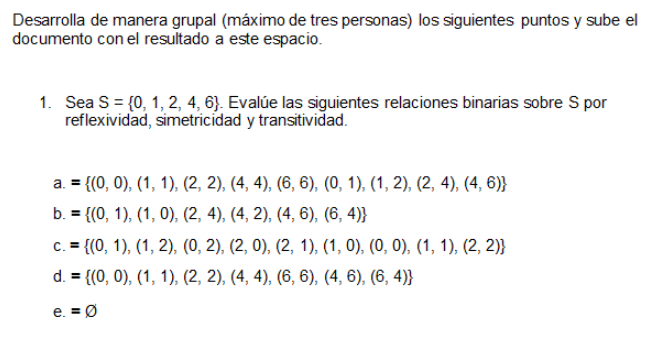 Desarrolla de manera grupal (máximo de tres personas) los siguientes puntos y sube el
documento con el resultado a este espacio.
1. Sea S = {0, 1, 2, 4, 6}. Evalúe las siguientes relaciones binarias sobre S por
reflexividad, simetricidad y transitividad.
a. = {(0, 0), (1, 1), (2, 2), (4, 4), (6, 6), (0, 1), (1, 2), (2, 4), (4, 6)}
b. = {(0, 1), (1, 0), (2, 4), (4, 2), (4, 6), (6, 4)}
c. = {(0, 1), (1, 2), (0, 2), (2, 0), (2, 1), (1, 0), (0, 0), (1, 1), (2, 2)}
d. = {(0, 0), (1, 1), (2, 2), (4, 4), (6, 6), (4, 6), (6, 4)}
e. = Ø